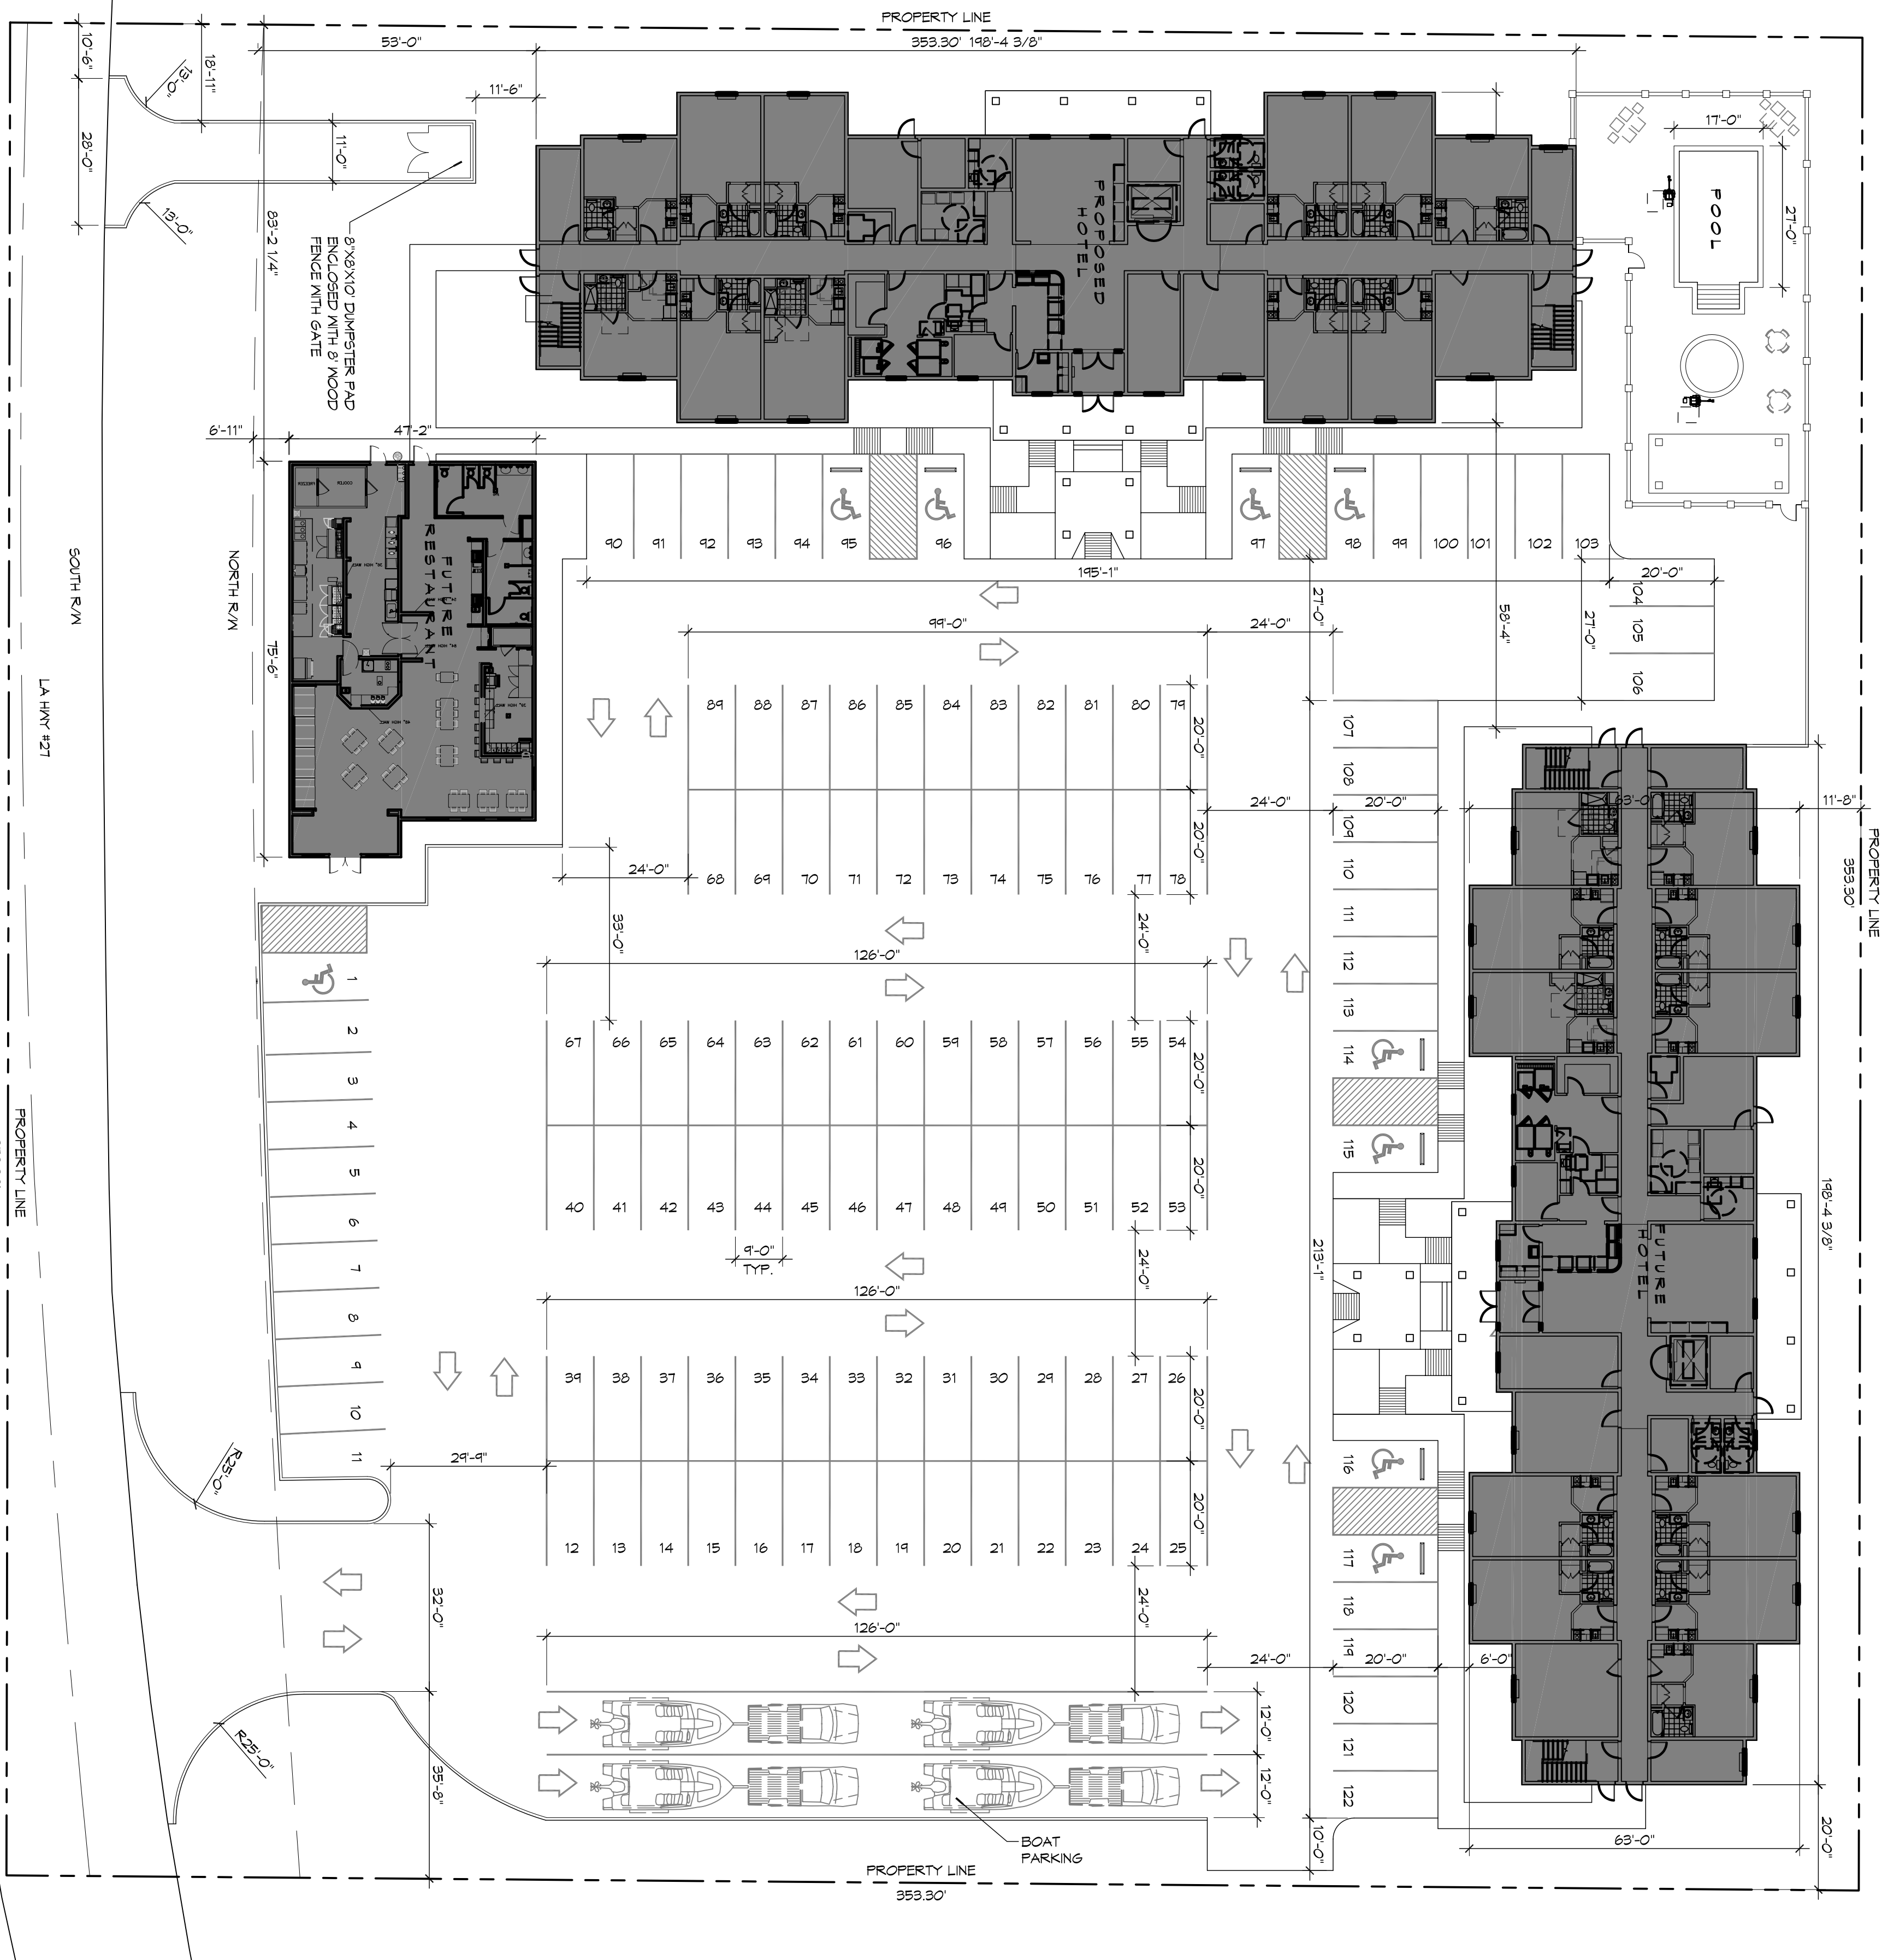 PROPERTY LINE
353.30' 198'-4 3/8"
53'-0"
10'-6"
18'-11"
13'-0"
11'-6"
28'-0"
11'-0"
13'-0"
83'-2 1/4"
8"X8X10' DUMPSTER PAD
ENCLOSED WITH 8' WOOD
FENCE WITH GATE
PROPOSED
HOTEL
17'-0"
27'-0"
POOL
6'-11"
47'-2"
COOLER
FUTURE
RESTAURANT
75'-6"
SOUTH R/W
NORTH R/W
LA HWY #27
90 91 92 93 94 95 96 97 98 99 100 101 102 103
195'-1"
20'-0"
104
105
106
27'-0"
58'-4"
27'-0"
99'-0"
24'-0"
89 88 87 86 85 84 83 82 81 80 79
20'-0"
20'-0"
24'-0"
20'-0"
68 69 70 71 72 73 74 75 76 77 78
24'-0"
33'-0"
24'-0"
126'-0"
107
108
109
110
111
112
113
114
115
63'-0"
11'-8"
PROPERTY LINE
353.30'
1
2
3
4
5
6
7
8
9
10
11
67 66 65 64 63 62 61 60 59 58 57 56 55 54
20'-0"
20'-0"
40 41 42 43 44 45 46 47 48 49 50 51 52 53
9'-0"
TYP.
24'-0"
126'-0"
213'-1"
FUTURE
HOTEL
198'-4 3/8"
PROPERTY LINE
39 38 37 36 35 34 33 32 31 30 29 28 27 26
20'-0"
20'-0"
29'-9"
R25'-0"
12 13 14 15 16 17 18 19 20 21 22 23 24 25
32'-0"
24'-0"
126'-0"
24'-0"
20'-0"
6'-0"
116
117
118
119
120
121
122
12'-0"
12'-0"
R25'-0"
35'-8"
BOAT
PARKING
10'-0"
63'-0"
20'-0"
PROPERTY LINE
353.30'